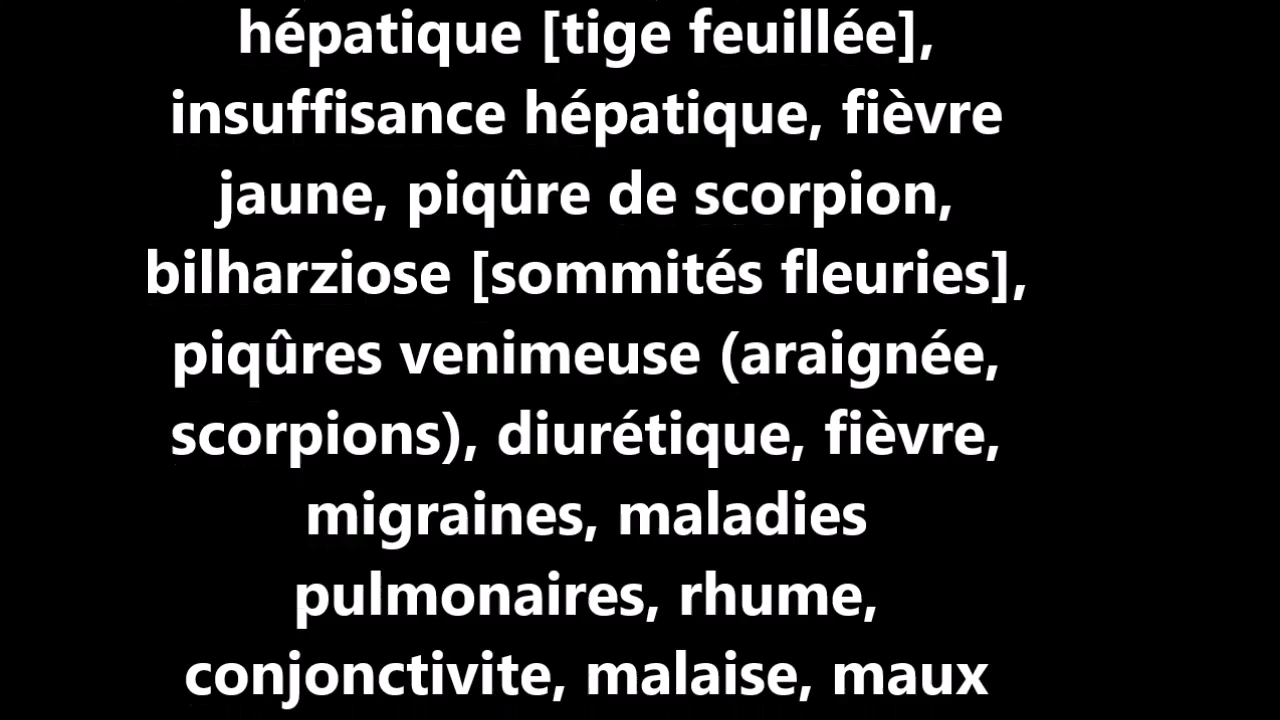 hépatique [tige feuillée],
insuffisance hépatique, fièvre
jaune, piqûre de scorpion,
bilharziose [sommités fleuries],
piqûres venimeuse (araignée,
scorpions), diurétique, fièvre,
migraines, maladies
pulmonaires, rhume,
conjonctivite, malaise, maux